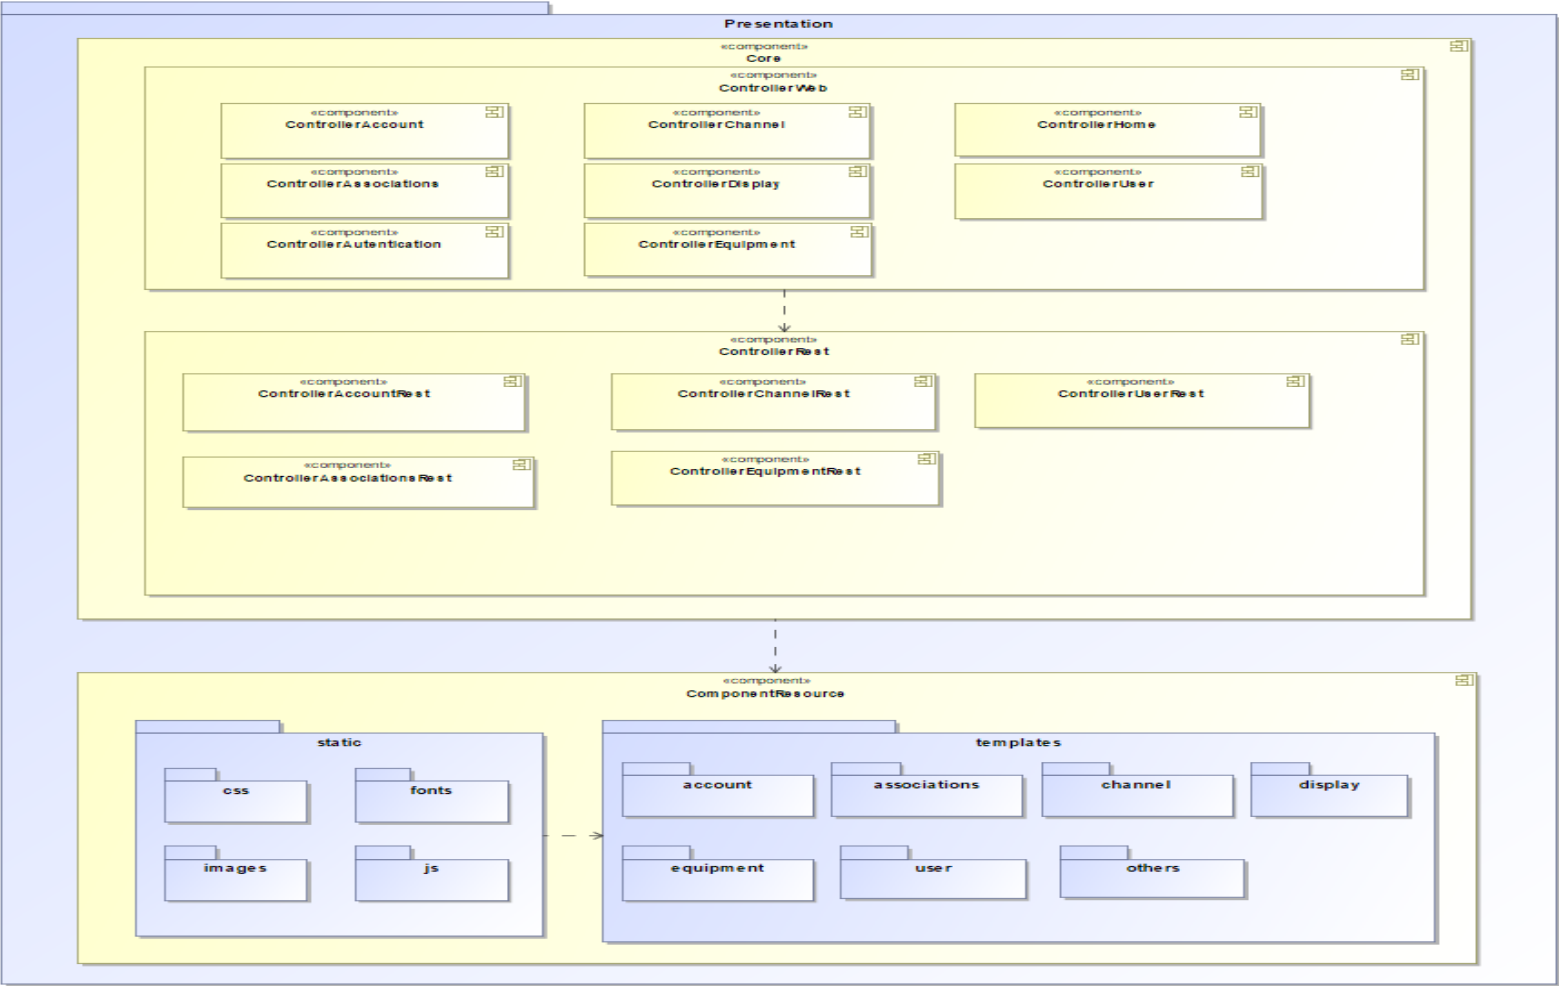 Presentation
«component»
Core
«component»
ControllerWeb
«component»
ControllerAccount
«component»
ControllerChannel
«component»
ControllerHome
«component»
ControllerAssociations
«component»
ControllerDisplay
«component»
ControllerUser
«component»
ControllerAutentication
«component»
ControllerEquipment
«component»
ControllerRest
«component»
ControllerAccountRest
«component»
ControllerChannelRest
«component»
ControllerUserRest
«component»
ControllerAssociationsRest
«component»
ControllerEquipmentRest
«component»
ComponentResource
static
css
fonts
images
js
templates
account
associations
channel
display
equipment
user
others